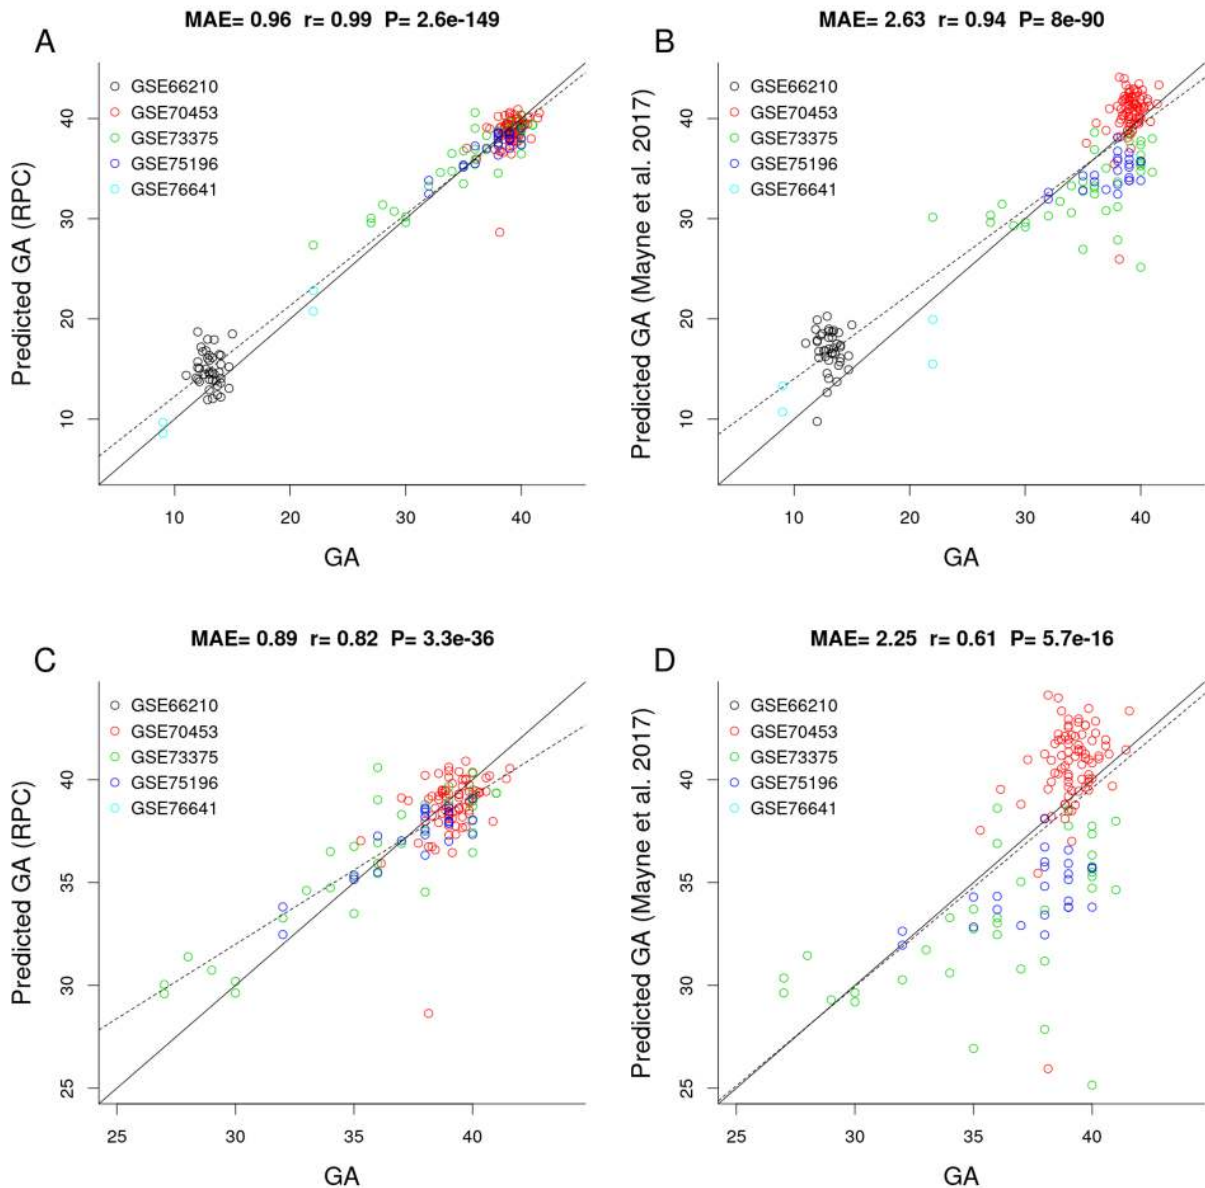 A
MAE= 0.96 r= 0.99 P= 2.6e-149
Predicted GA (RPC)
40
30
20
10
GSE66210
GSE70453
GSE73375
GSE75196
GSE76641
10 20 30 40
GA
B
MAE= 2.63 r= 0.94 P= 8e-90
Predicted GA (Mayne et al. 2017)
40
30
20
10
GSE66210
GSE70453
GSE73375
GSE75196
GSE76641
10 20 30 40
GA
C
MAE= 0.89 r= 0.82 P= 3.3e-36
Predicted GA (RPC)
40
35
30
25
GSE66210
GSE70453
GSE73375
GSE75196
GSE76641
25 30 35 40
GA
D
MAE= 2.25 r= 0.61 P= 5.7e-16
Predicted GA (Mayne et al. 2017)
40
35
30
25
GSE66210
GSE70453
GSE73375
GSE75196
GSE76641
25 30 35 40
GA